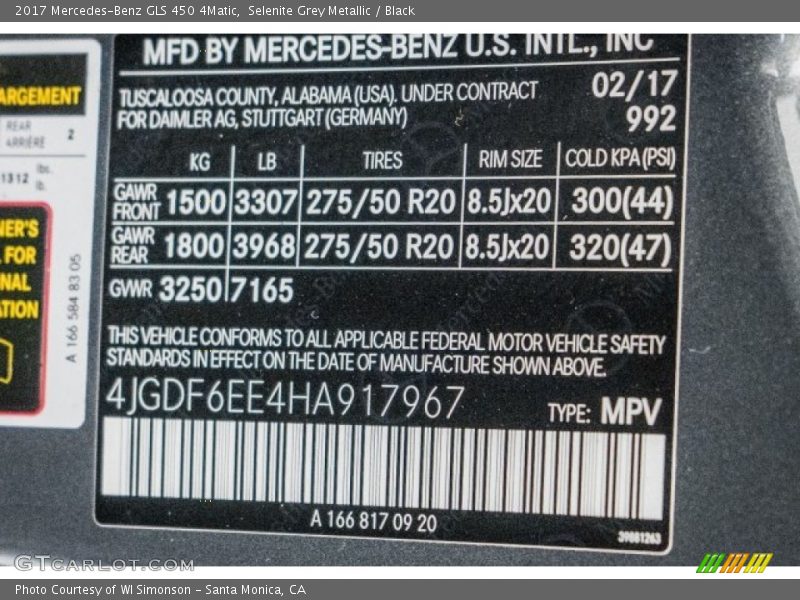 2017 Mercedes-Benz GLS 450 4Matic, Selenite Grey Metallic / Black
MFD BY MERCEDES-BENZ U.S. INTL., INC
TUSCALOOSA COUNTY, ALABAMA (USA), UNDER CONTRACT
FOR DAIMLER AG, STUTTGART (GERMANY)
02/17
992
KG LB TIRES RIM SIZE COLD KPA (PSI)
GAWR FRONT 1500 3307 275/50 R20 8.5Jx20 300(44)
GAWR REAR 1800 3968 275/50 R20 8.5Jx20 320(47)
GWR 3250 7165
THIS VEHICLE CONFORMS TO ALL APPLICABLE FEDERAL MOTOR VEHICLE SAFETY
STANDARDS IN EFFECT ON THE DATE OF MANUFACTURE SHOWN ABOVE.
4JGDF6EE4HA917967
TYPE: MPV
A 166 817 09 20
39881263
ARGEMENT
REAR 2
ARRIÈRE
1312 lbs.
lb.
NER'S
FOR
NAL
ATION
A 166 584 83 05
GTCARLOT.COM
Photo Courtesy of WI Simonson - Santa Monica, CA